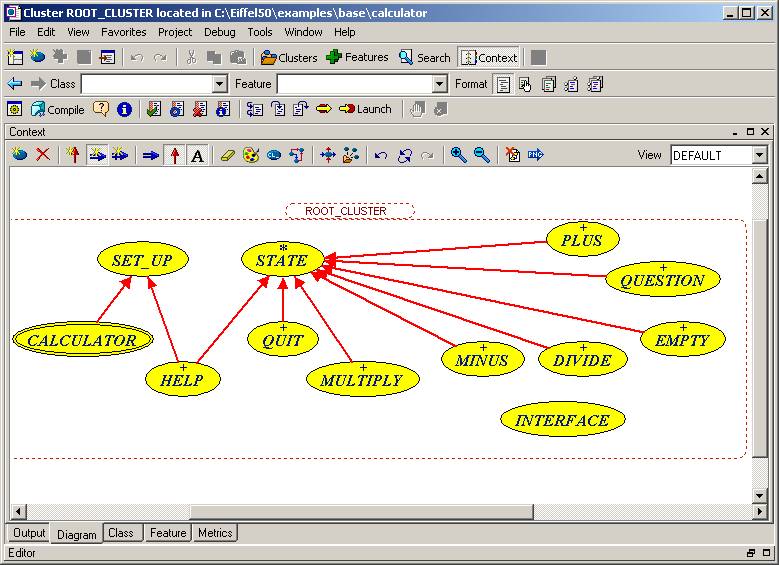 Cluster ROOT_CLUSTER located in C:\Eiffel50\examples\base\calculator
File Edit View Favorites Project Debug Tools Window Help
Clusters Features Search Context
Class Feature Format
Compile Launch
Context
View DEFAULT
ROOT_CLUSTER
+
PLUS
SET_UP
*
STATE
+
QUESTION
CALCULATOR
+
QUIT
+
EMPTY
+
HELP
+
MULTIPLY
+
MINUS
+
DIVIDE
INTERFACE
Output Diagram Class Feature Metrics
Editor